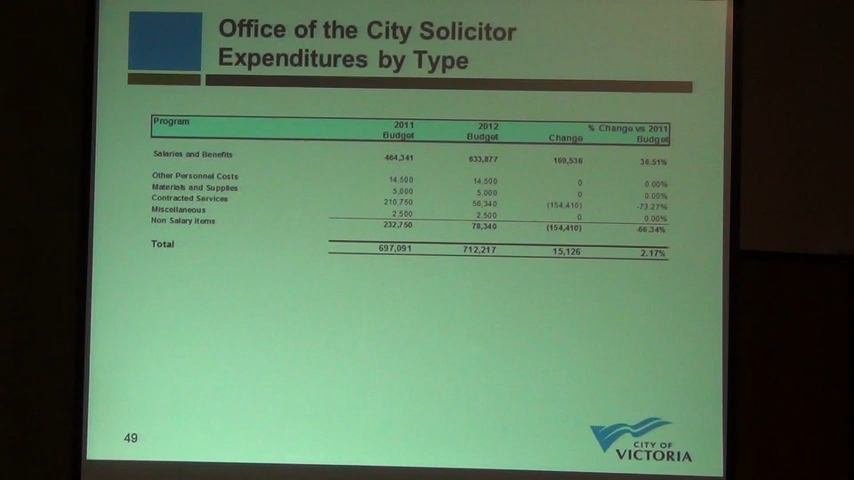 Office of the City Solicitor
Expenditures by Type
Program 2011 Budget 2012 Budget Change % Change vs 2011 Budget
Salaries and Benefits 464,341 633,877 169,536 36.51%
Other Personnel Costs 14,500 14,500 0 0.00%
Materials and Supplies 5,000 5,000 0 0.00%
Contracted Services 210,750 56,340 (154,410) -73.27%
Miscellaneous 2,500 2,500 0 0.00%
Non Salary Items 232,750 78,340 (154,410) -66.34%
Total 697,091 712,217 15,126 2.17%
49
CITY OF
VICTORIA